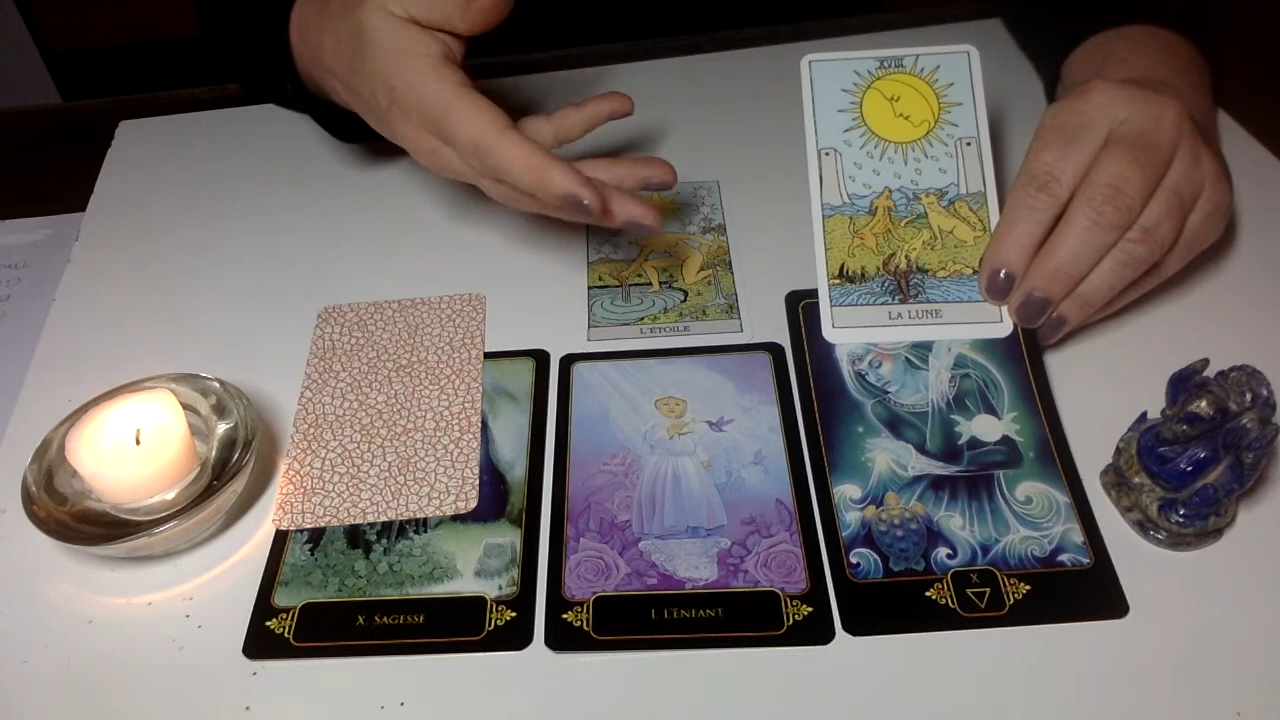 XVIII
LA LUNE
L'ÉTOILE
X. SAGESSE
I. L'ENFANT
X